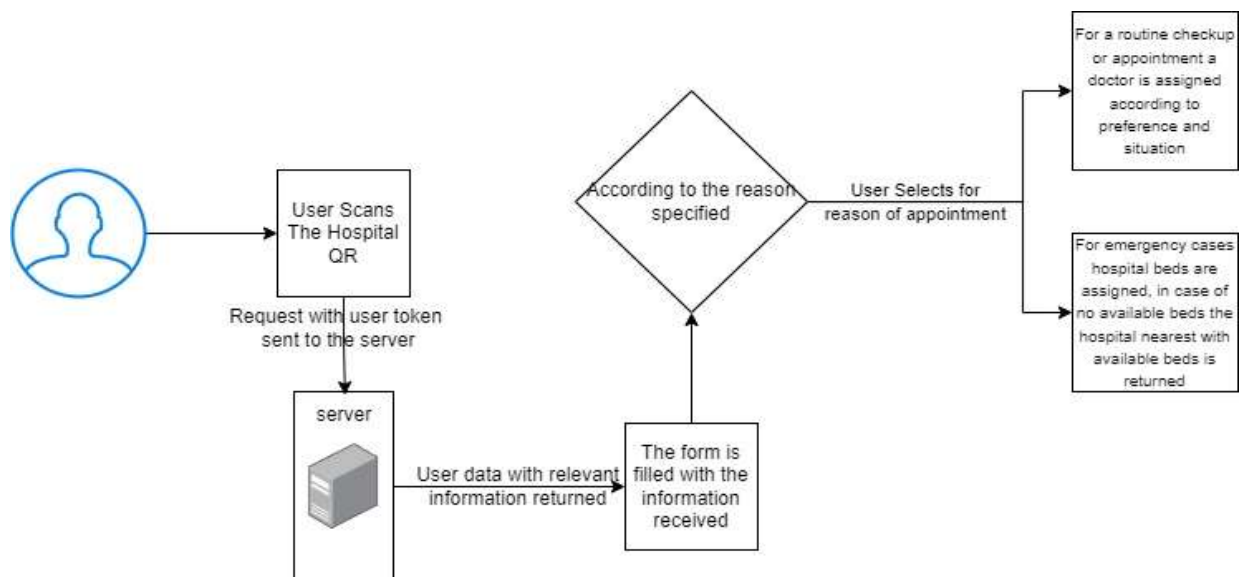 User Scans
The Hospital
QR
Request with user token
sent to the server
server
User data with relevant
information returned
The form is
filled with the
information
received
According to the reason
specified
User Selects for
reason of appointment
For a routine checkup
or appointment a
doctor is assigned
according to
preference and
situation
For emergency cases
hospital beds are
assigned, in case of
no available beds the
hospital nearest with
available beds is
returned